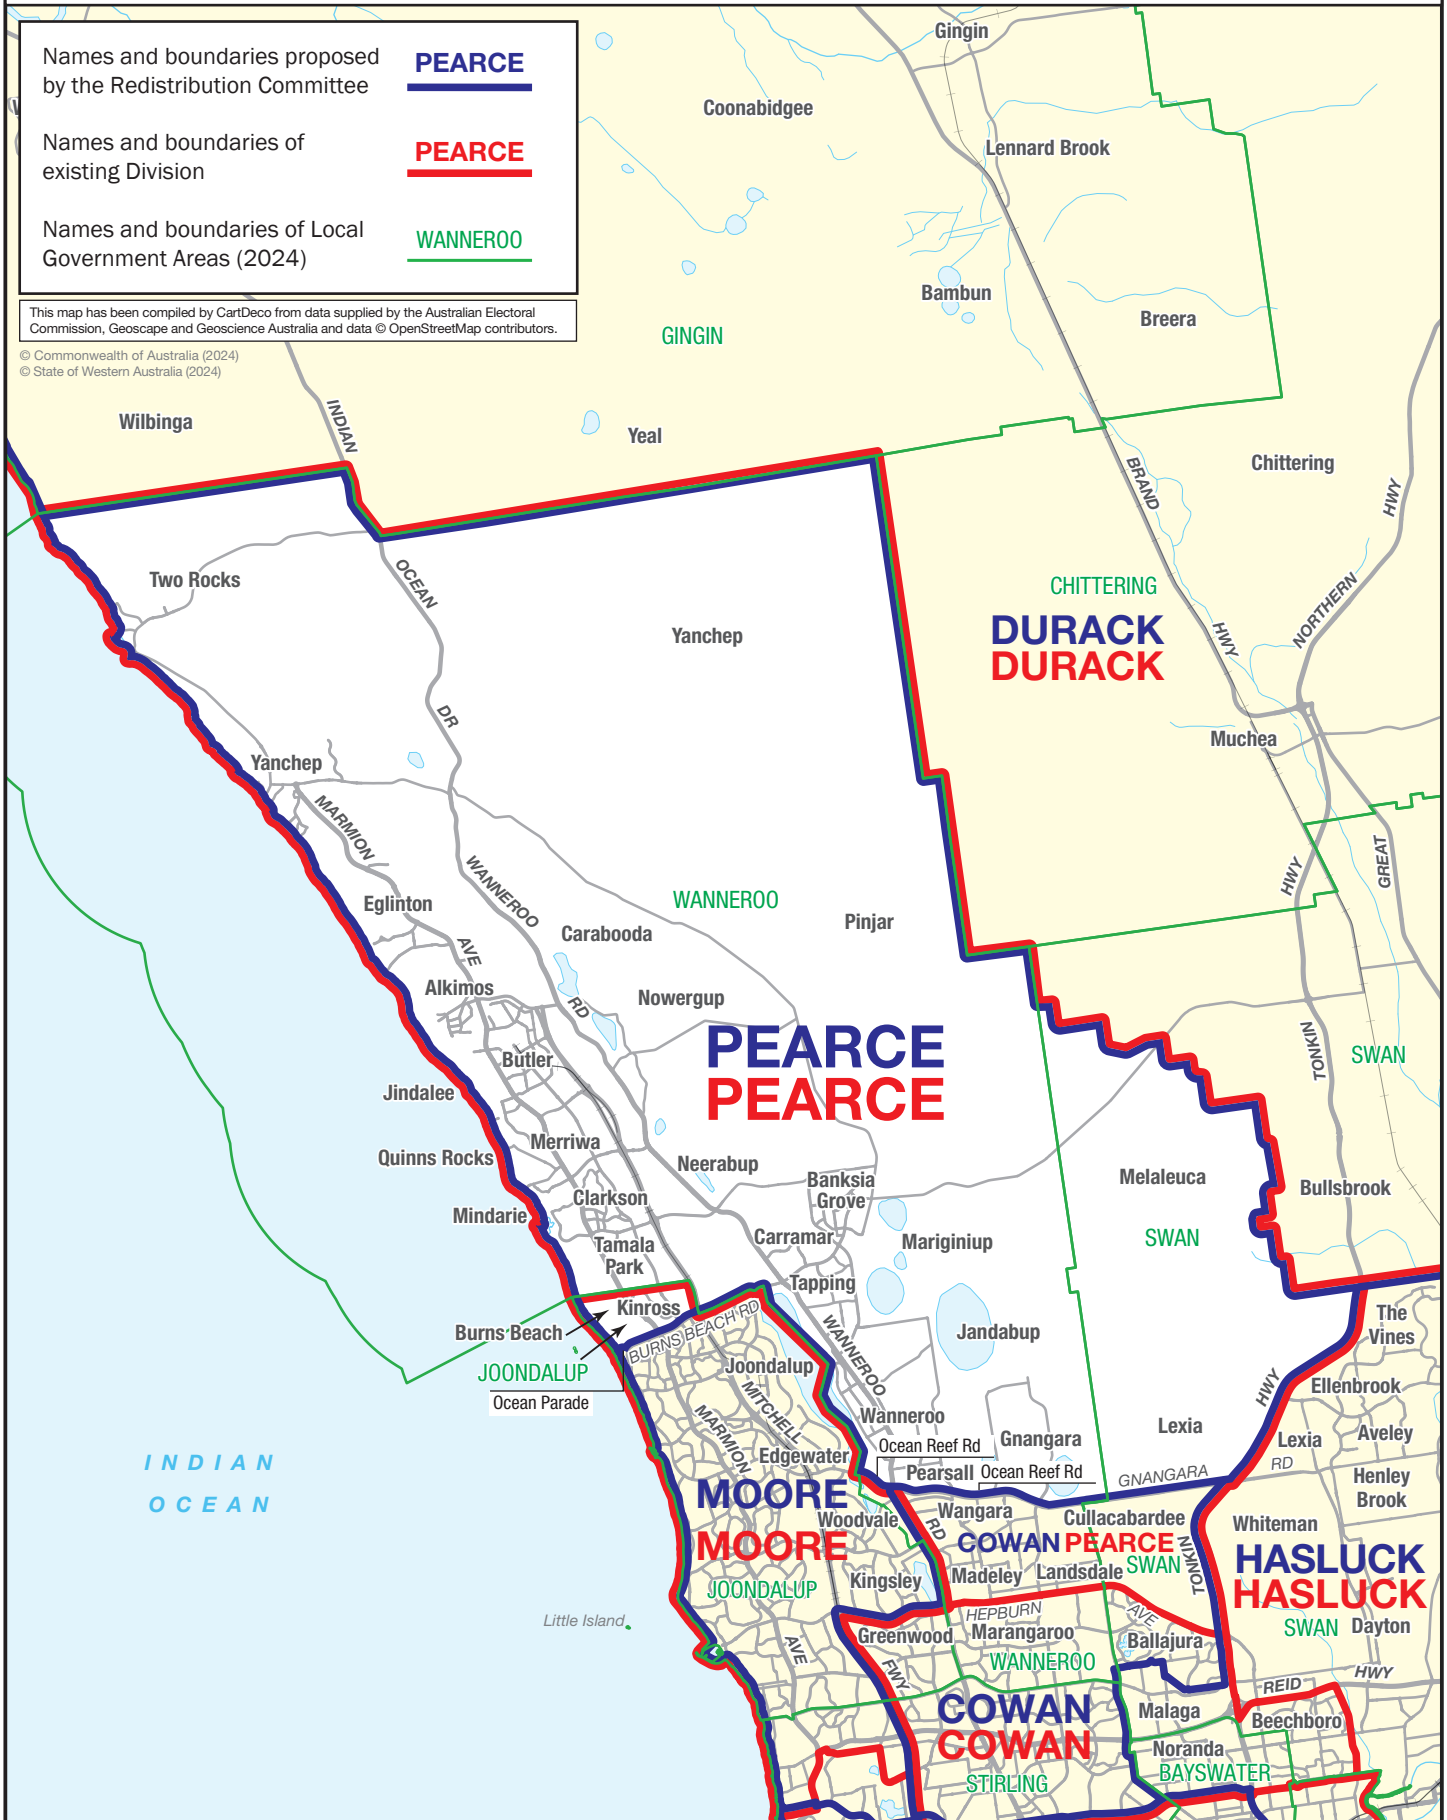 Names and boundaries proposed
by the Redistribution Committee
PEARCE
Names and boundaries of
existing Division
PEARCE
Names and boundaries of Local
Government Areas (2024)
WANNEROO
This map has been compiled by CartDeco from data supplied by the Australian Electoral
Commission, Geoscape and Geoscience Australia and data © OpenStreetMap contributors.
© Commonwealth of Australia (2024)
© State of Western Australia (2024)
Gingin
Coonabidgee
Lennard Brook
Bambun
Breera
GINGIN
Wilbinga
INDIAN
Yeal
Chittering
BRAND
HWY
OCEAN
Two Rocks
CHITTERING
DURACK
DURACK
NORTHERN
HWY
Yanchep
DR
Muchea
Yanchep
MARMION
WANNEROO
HWY
GREAT
Eglinton
WANNEROO
Pinjar
Carabooda
AVE
Alkimos
RD
Nowergup
PEARCE
PEARCE
TONKIN
SWAN
Butler
Jindalee
Merriwa
Quinns Rocks
Neerabup
Banksia
Grove
Melaleuca
Bullsbrook
Clarkson
Mindarie
Carramar
Mariginiup
SWAN
Tamala
Park
Tapping
Kinross
Burns Beach
BURNS BEACH RD
WANNEROO
Jandabup
The
Vines
JOONDALUP
Joondalup
Ocean Parade
MITCHELL
HWY
Ellenbrook
MARMION
Wanneroo
Gnangara
Lexia
Lexia
Aveley
Ocean Reef Rd
Edgewater
Pearsall
Ocean Reef Rd
GNANGARA
RD
Henley
Brook
INDIAN
OCEAN
MOORE
MOORE
Woodvale
RD
Wangara
Cullacabardee
Whiteman
COWAN
PEARCE
SWAN
TONKIN
HASLUCK
HASLUCK
JOONDALUP
Kingsley
Madeley
Landsdale
HEPBURN
AVE
SWAN
Dayton
Little Island
AVE
Greenwood
Marangaroo
Ballajura
WANNEROO
FWY
REID
HWY
COWAN
COWAN
Malaga
Beechboro
Noranda
BAYSWATER
STIRLING